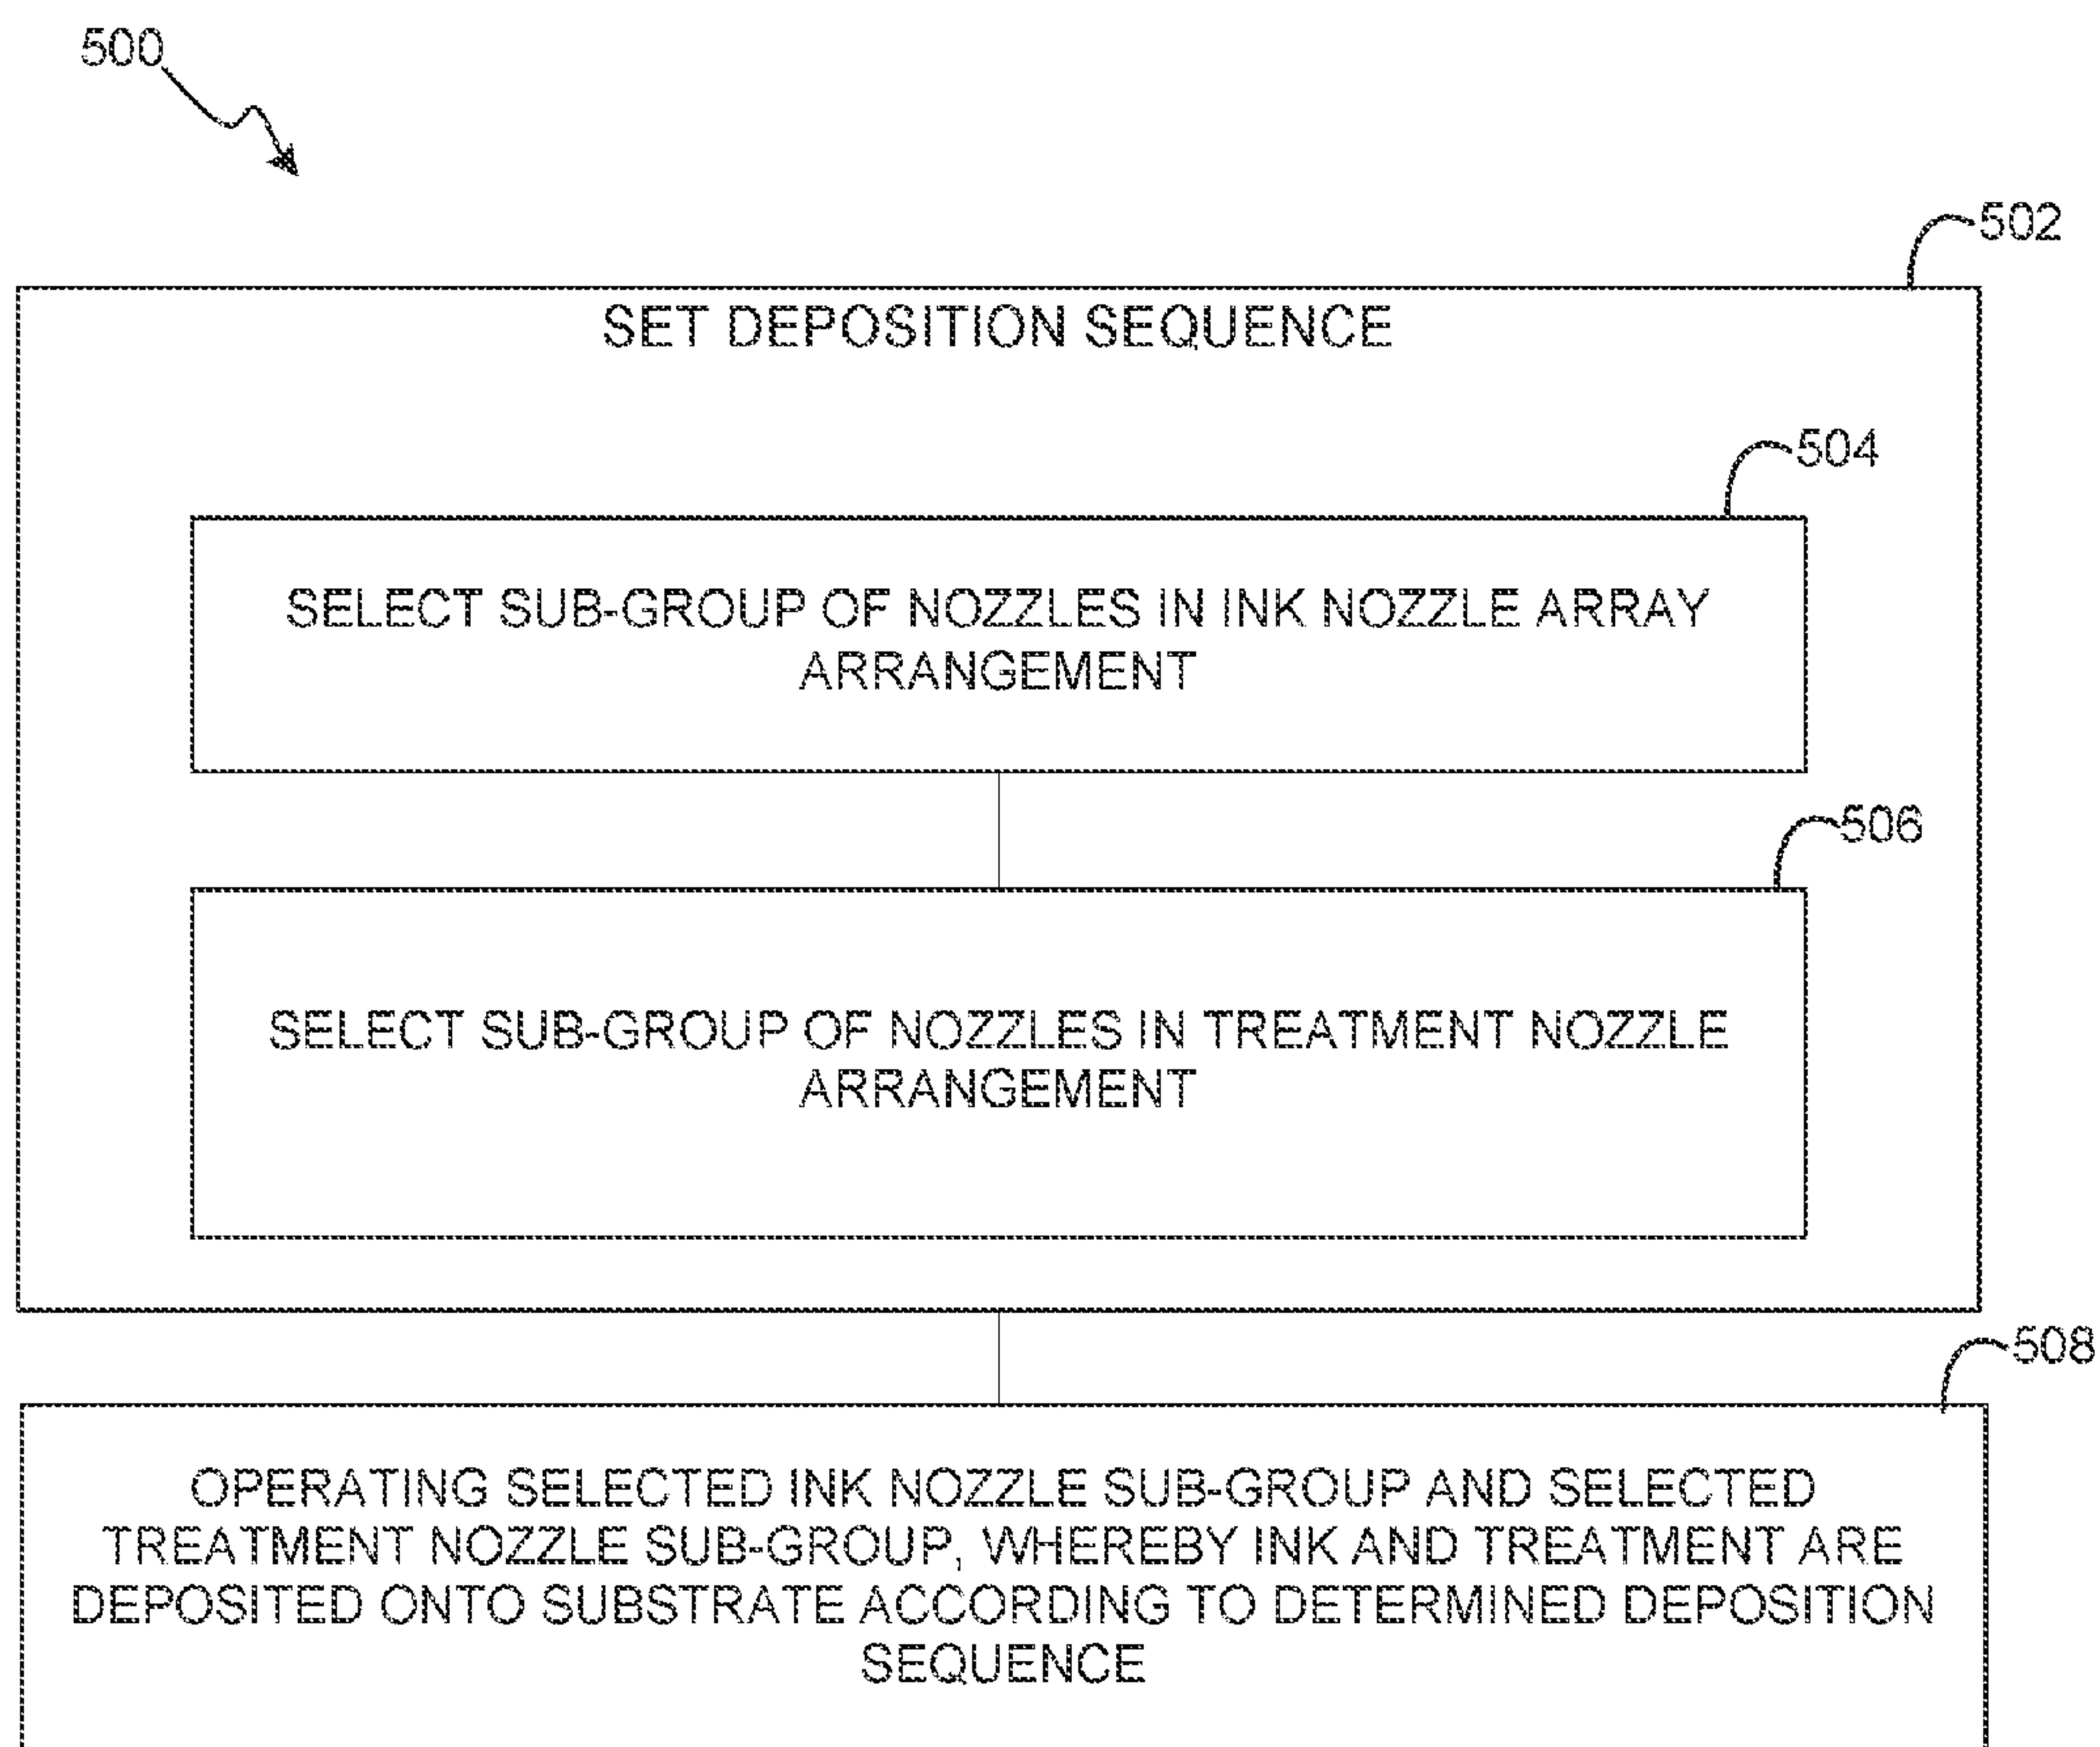 500
502
SET DEPOSITION SEQUENCE
504
SELECT SUB-GROUP OF NOZZLES IN INK NOZZLE ARRAY
ARRANGEMENT
506
SELECT SUB-GROUP OF NOZZLES IN TREATMENT NOZZLE
ARRANGEMENT
508
OPERATING SELECTED INK NOZZLE SUB-GROUP AND SELECTED
TREATMENT NOZZLE SUB-GROUP, WHEREBY INK AND TREATMENT ARE
DEPOSITED ONTO SUBSTRATE ACCORDING TO DETERMINED DEPOSITION
SEQUENCE